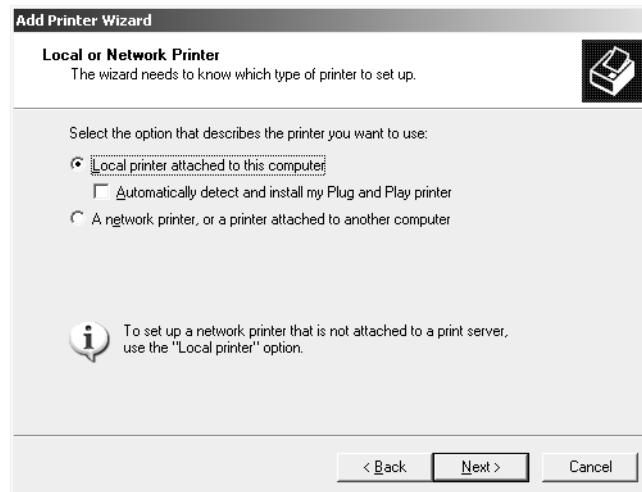 Add Printer Wizard
Local or Network Printer
The wizard needs to know which type of printer to set up.
Select the option that describes the printer you want to use:
Local printer attached to this computer
Automatically detect and install my Plug and Play printer
A network printer, or a printer attached to another computer
To set up a network printer that is not attached to a print server,
use the "Local printer" option.
< Back Next > Cancel